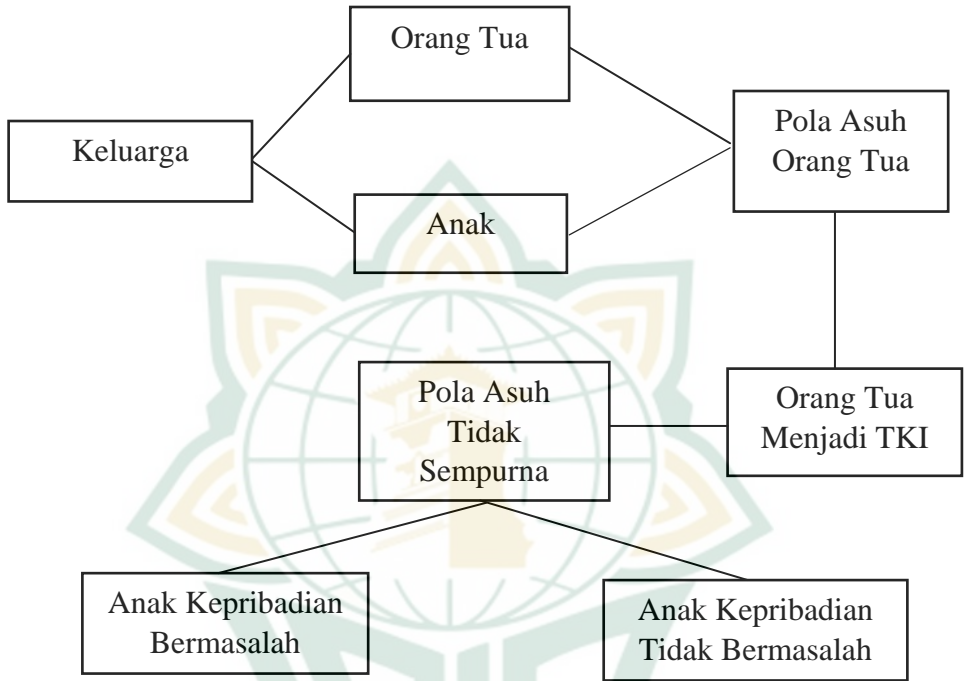 Orang Tua
Keluarga
Anak
Pola Asuh
Orang Tua
Pola Asuh
Tidak
Sempurna
Orang Tua
Menjadi TKI
Anak Kepribadian
Bermasalah
Anak Kepribadian
Tidak Bermasalah